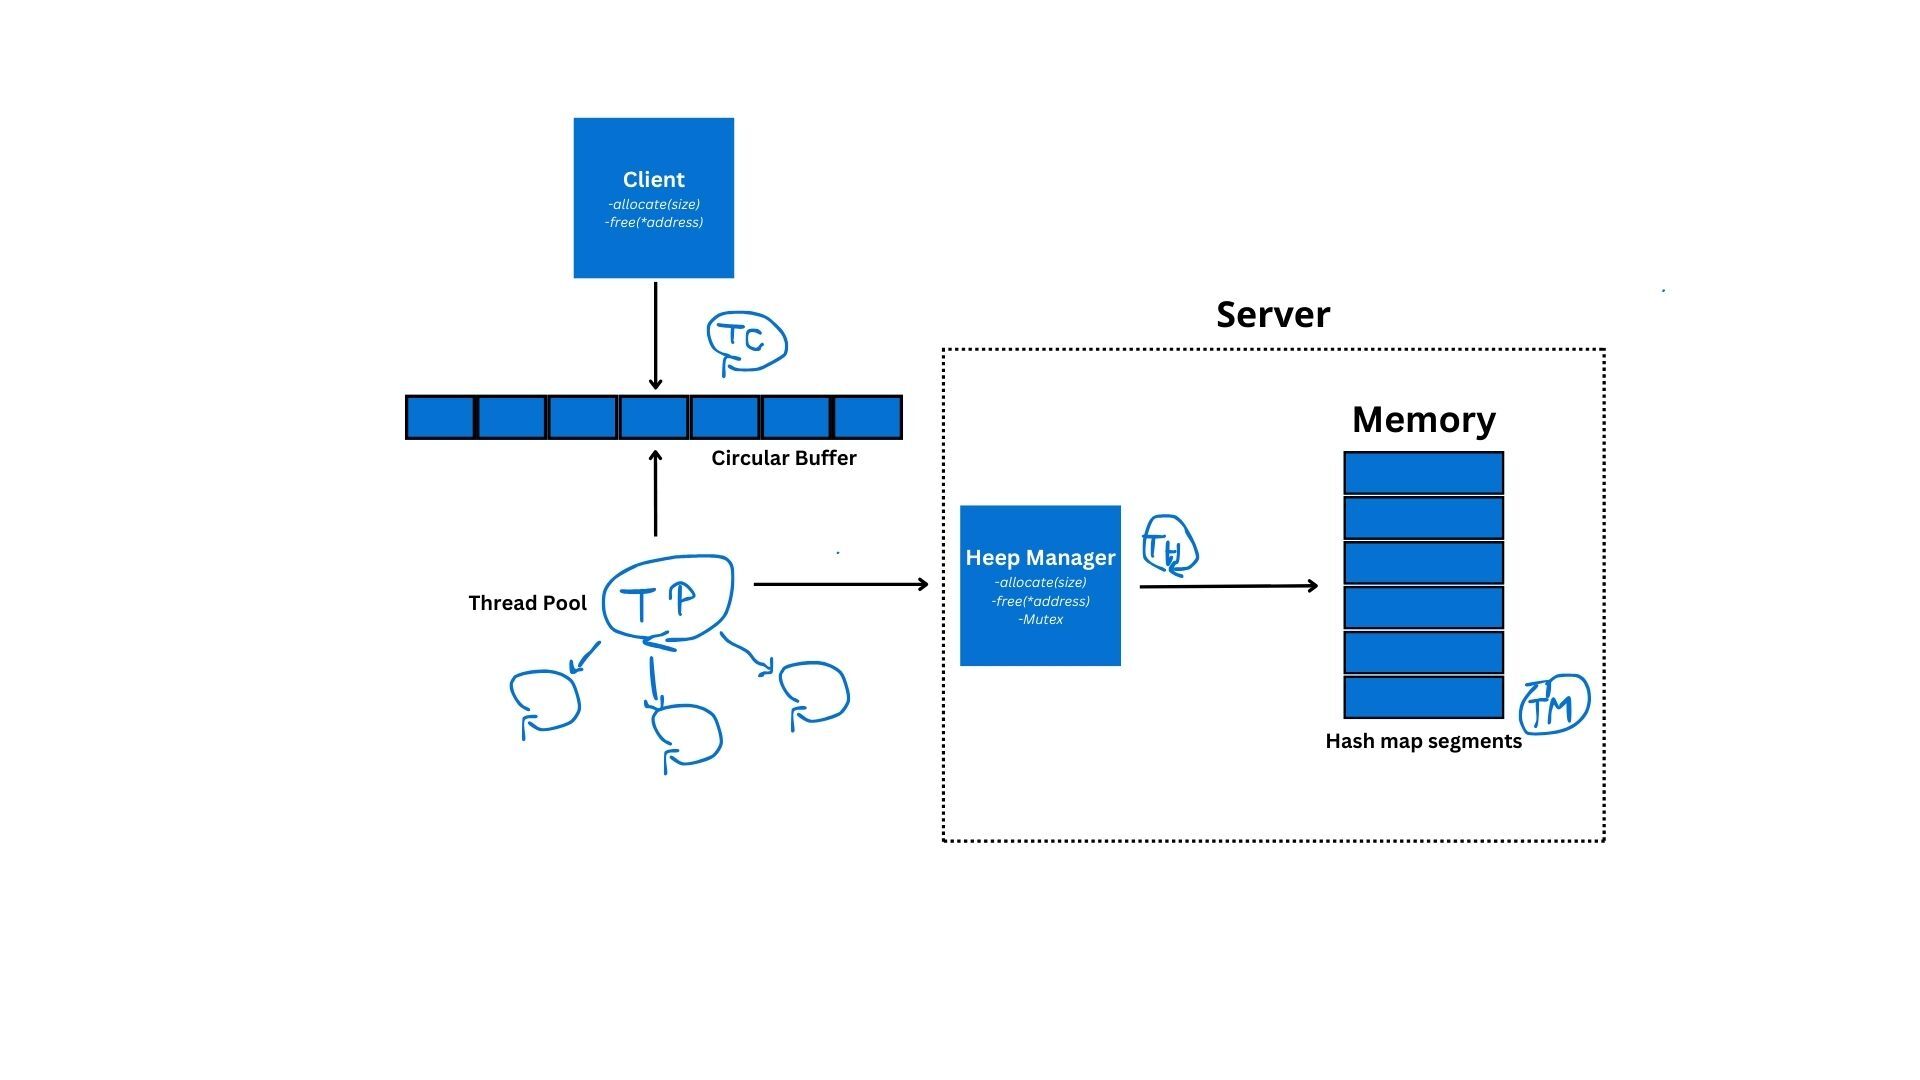 Client
-allocate(size)
-free(*address)
TC
Circular Buffer
Thread Pool
TP
Server
Heep Manager
-allocate(size)
-free(*address)
-Mutex
TH
Memory
TM
Hash map segments